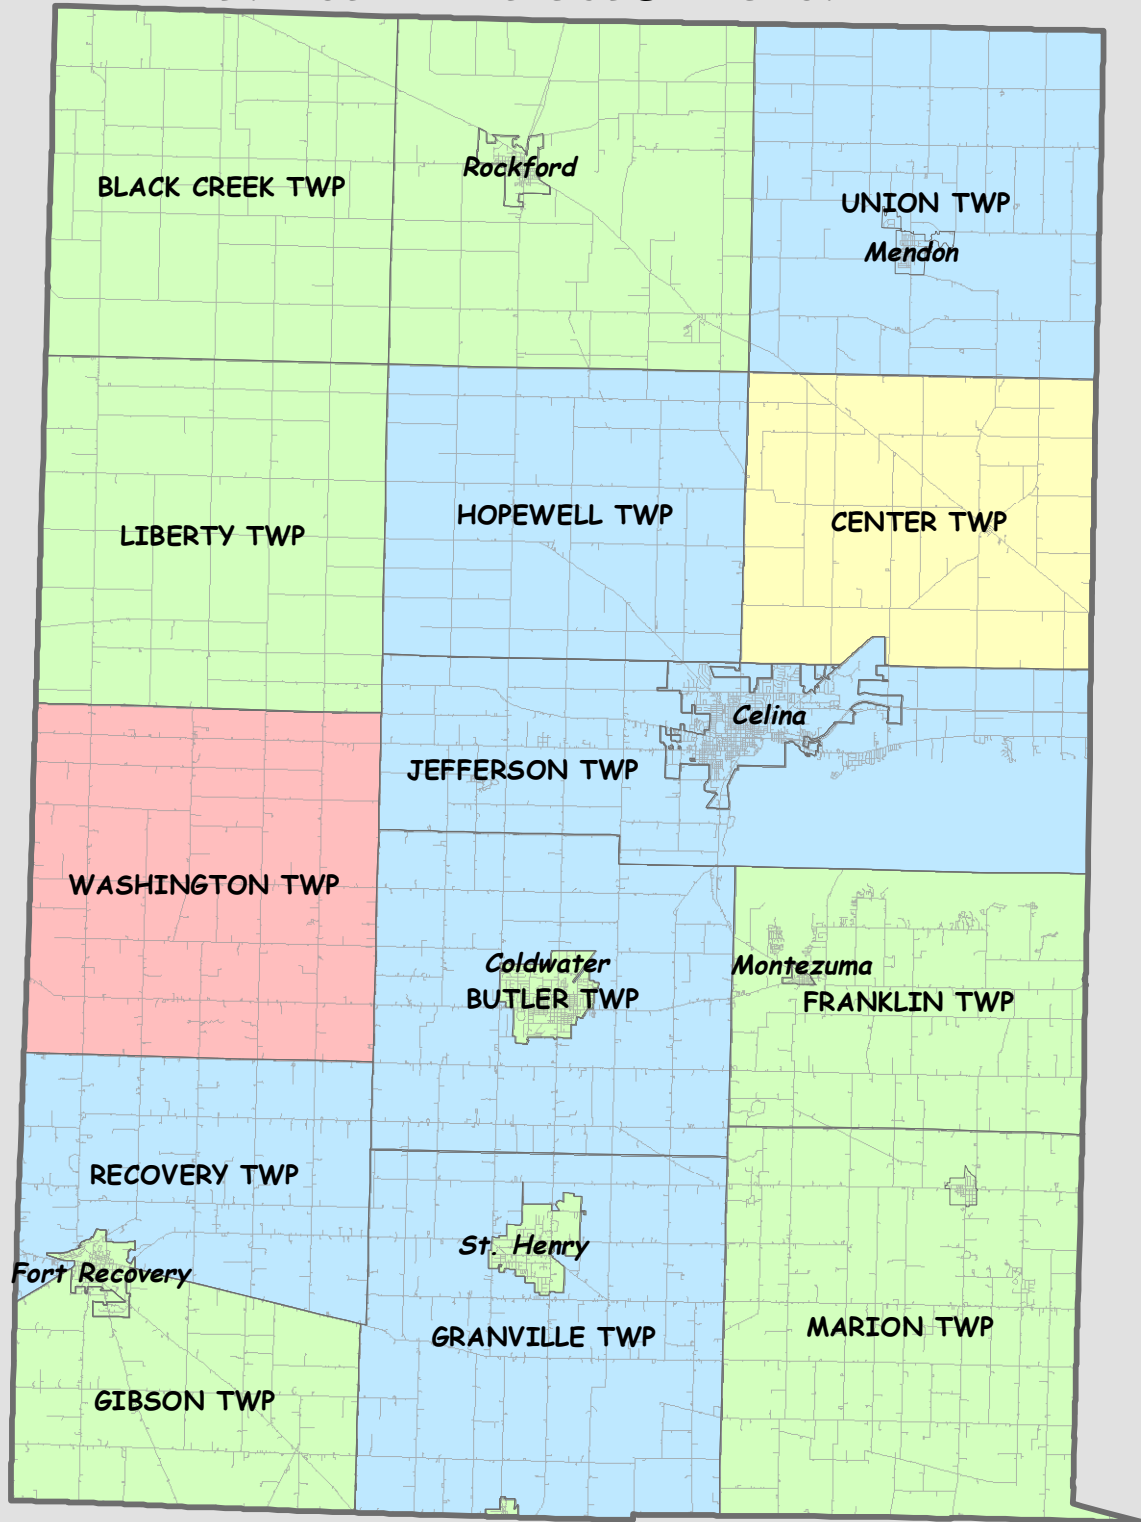 Rockford
BLACK CREEK TWP
UNION TWP
Mendon
HOPEWELL TWP
CENTER TWP
LIBERTY TWP
Celina
JEFFERSON TWP
WASHINGTON TWP
Coldwater
Montezuma
BUTLER TWP
FRANKLIN TWP
RECOVERY TWP
St. Henry
Fort Recovery
MARION TWP
GRANVILLE TWP
GIBSON TWP